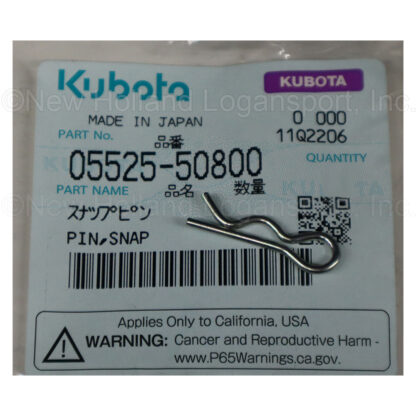 ©New Holland Logansport, Inc.
Kubota
KUBOTA
MADE IN JAPAN
0 000
PART No.
品番
11Q2206
05525-50800
QUANTITY
PART NAME
品名
数量
スナップピン
PIN,SNAP
Applies Only to California, USA
WARNING: Cancer and Reproductive Harm -
www.P65Warnings.ca.gov.